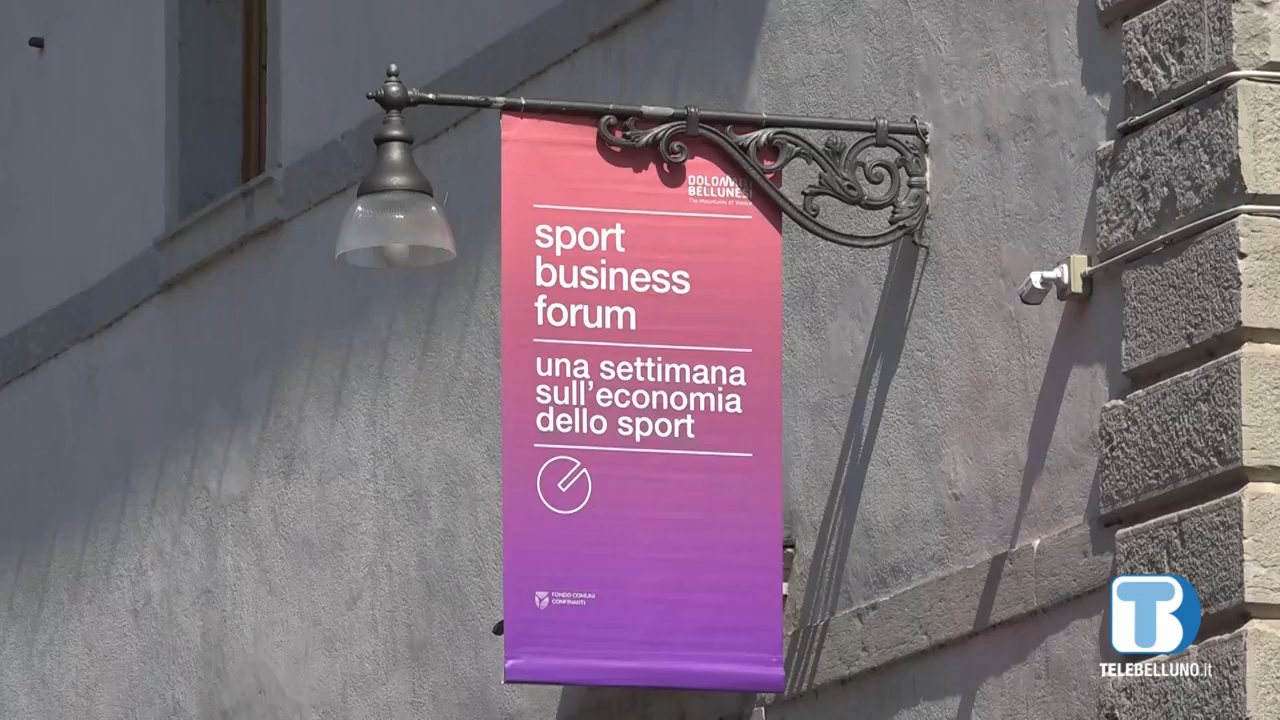 DOLOMITI
BELLUNESI
The Mountains of Venice
sport
business
forum
una settimana
sull'economia
dello sport
FONDO COMUNI
CONFINANTI
TELEBELLUNO.it